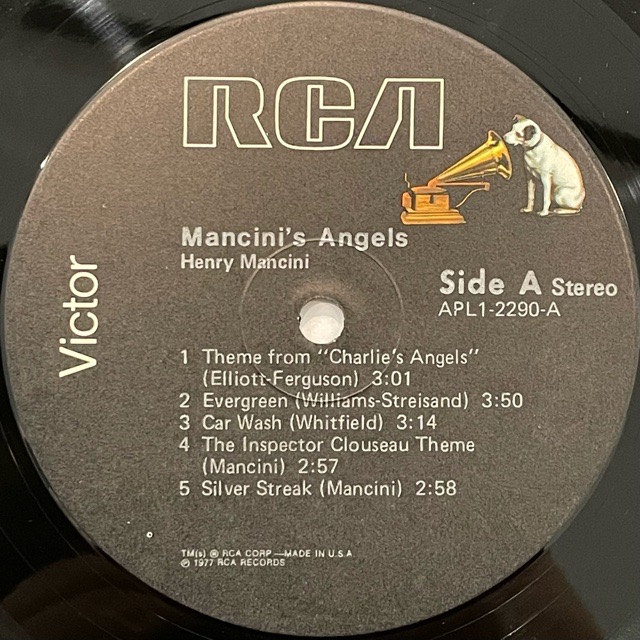 RCA
Victor
Mancini's Angels
Henry Mancini
Side A Stereo
APL1-2290-A
1 Theme from "Charlie's Angels"
(Elliott-Ferguson) 3:01
2 Evergreen (Williams-Streisand) 3:50
3 Car Wash (Whitfield) 3:14
4 The Inspector Clouseau Theme
(Mancini) 2:57
5 Silver Streak (Mancini) 2:58
TM(s) ® RCA CORP—MADE IN U.S.A.
℗ 1977 RCA RECORDS